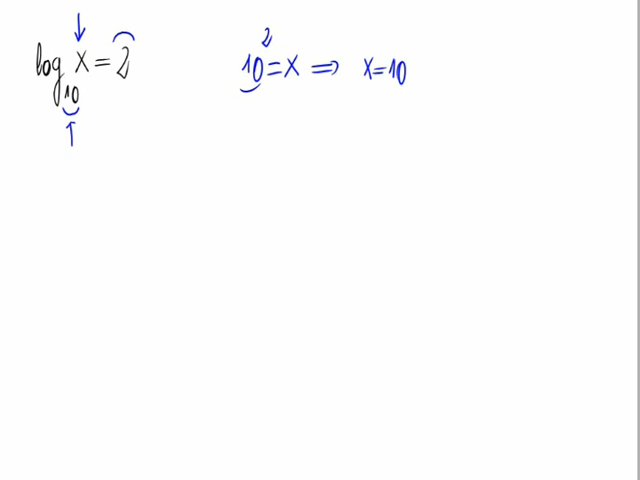 log₁₀ x = 2    10² = x ⇒ x = 10